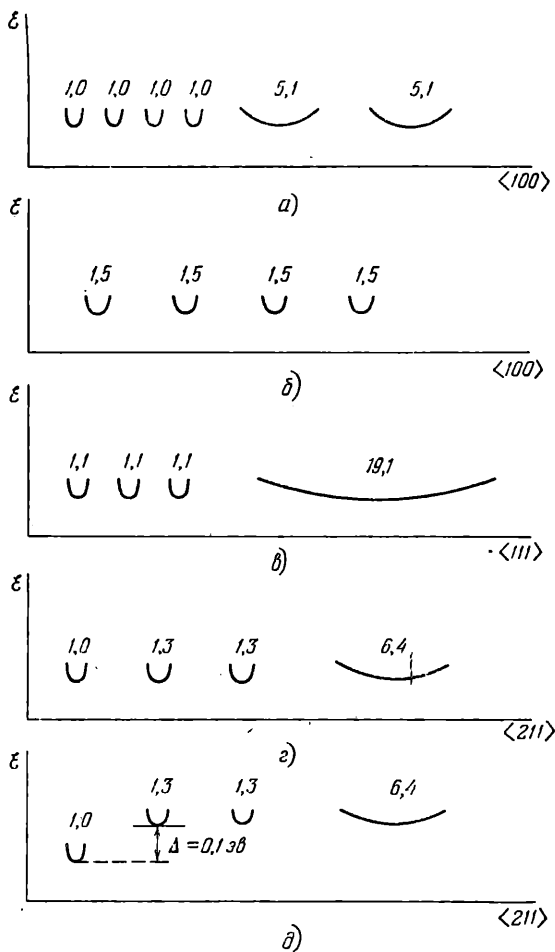 ℰ
1,0 1,0 1,0 1,0 5,1 5,1
⟨100⟩
а)
ℰ
1,5 1,5 1,5 1,5
⟨100⟩
б)
ℰ
1,1 1,1 1,1 19,1
⟨111⟩
в)
ℰ
1,0 1,3 1,3 6,4
⟨211⟩
г)
ℰ
1,3 1,3 6,4
1,0
Δ = 0,1 эв
⟨211⟩
д)